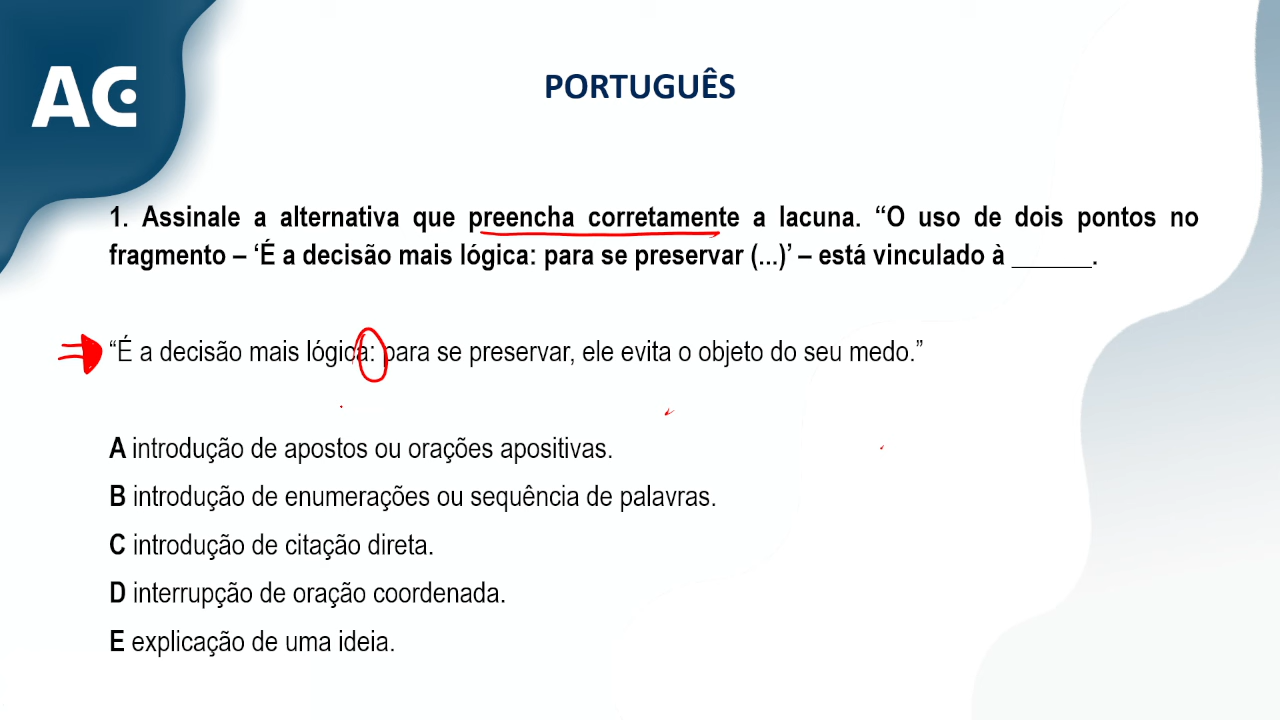 AC
PORTUGUÊS
1. Assinale a alternativa que preencha corretamente a lacuna. “O uso de dois pontos no
fragmento – ‘É a decisão mais lógica: para se preservar (...)’ – está vinculado à ______.
“É a decisão mais lógica: para se preservar, ele evita o objeto do seu medo.”
A introdução de apostos ou orações apositivas.
B introdução de enumerações ou sequência de palavras.
C introdução de citação direta.
D interrupção de oração coordenada.
E explicação de uma ideia.